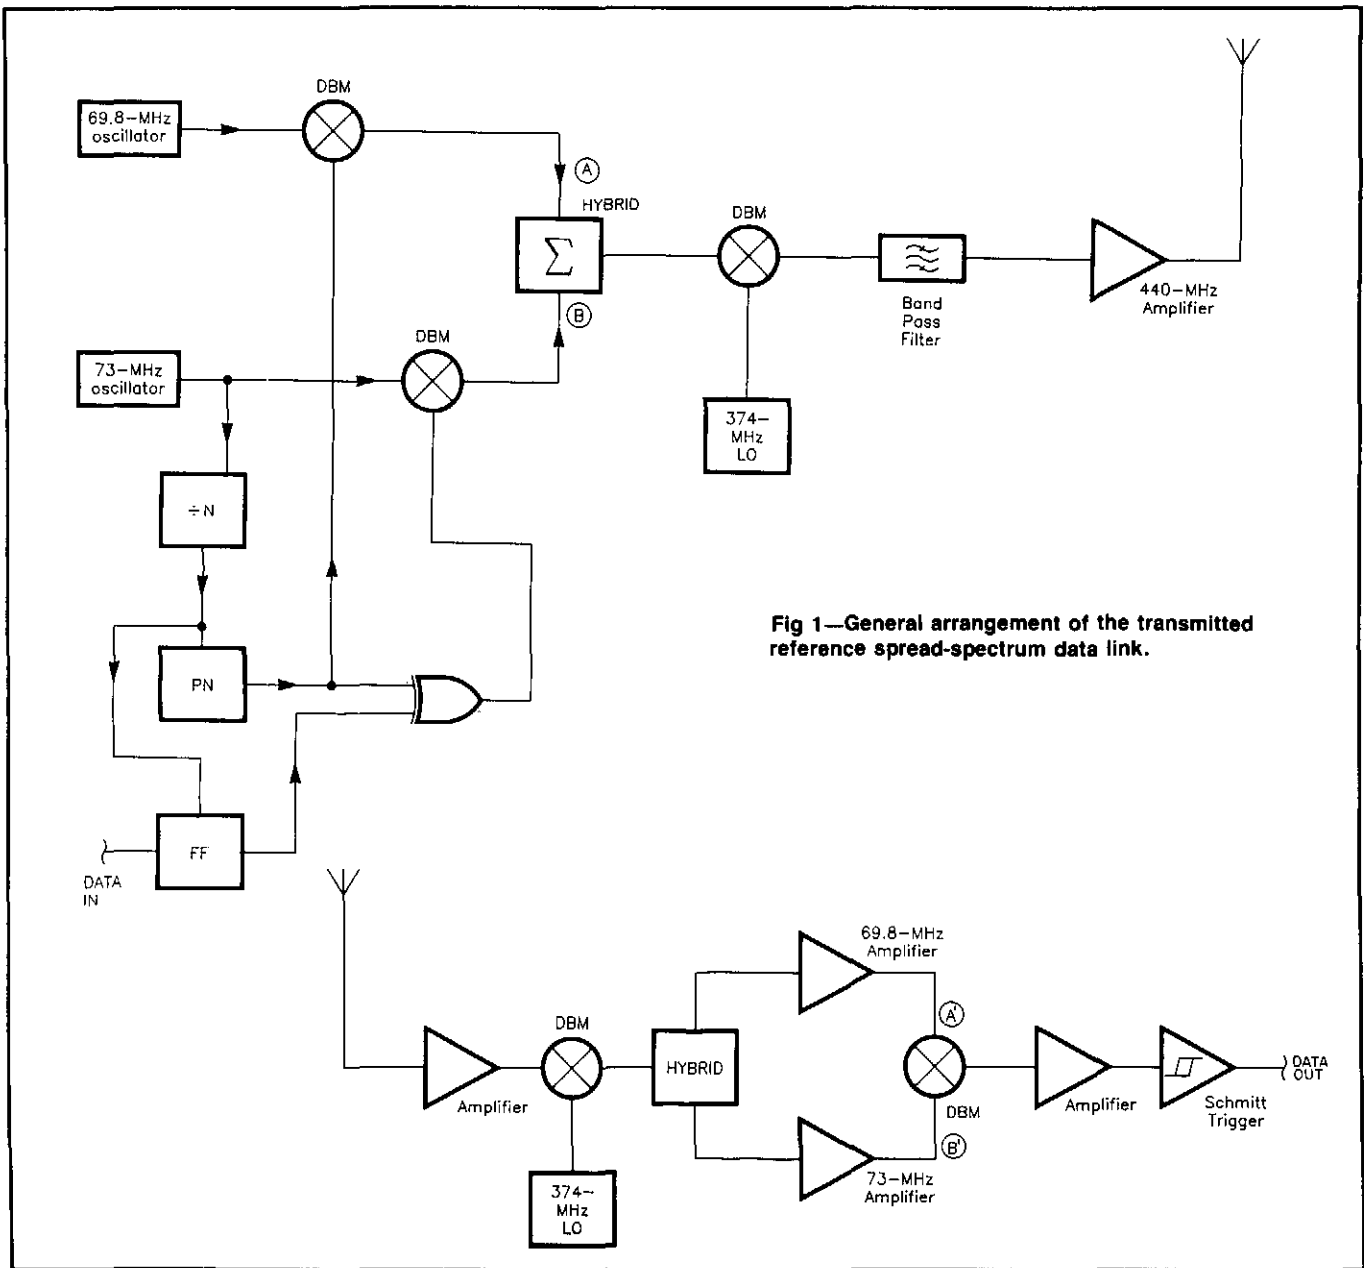 DBM
69.8-MHz
oscillator
A
HYBRID
Σ
DBM
Band
Pass
Filter
440-MHz
Amplifier
B
DBM
73-MHz
oscillator
374-
MHz
LO
÷N
PN
FF
DATA
IN
Fig 1—General arrangement of the transmitted
reference spread-spectrum data link.
69.8-MHz
Amplifier
A'
DBM
HYBRID
Amplifier
DBM
B'
Amplifier
Schmitt
Trigger
DATA
OUT
73-MHz
Amplifier
374-
MHz
LO